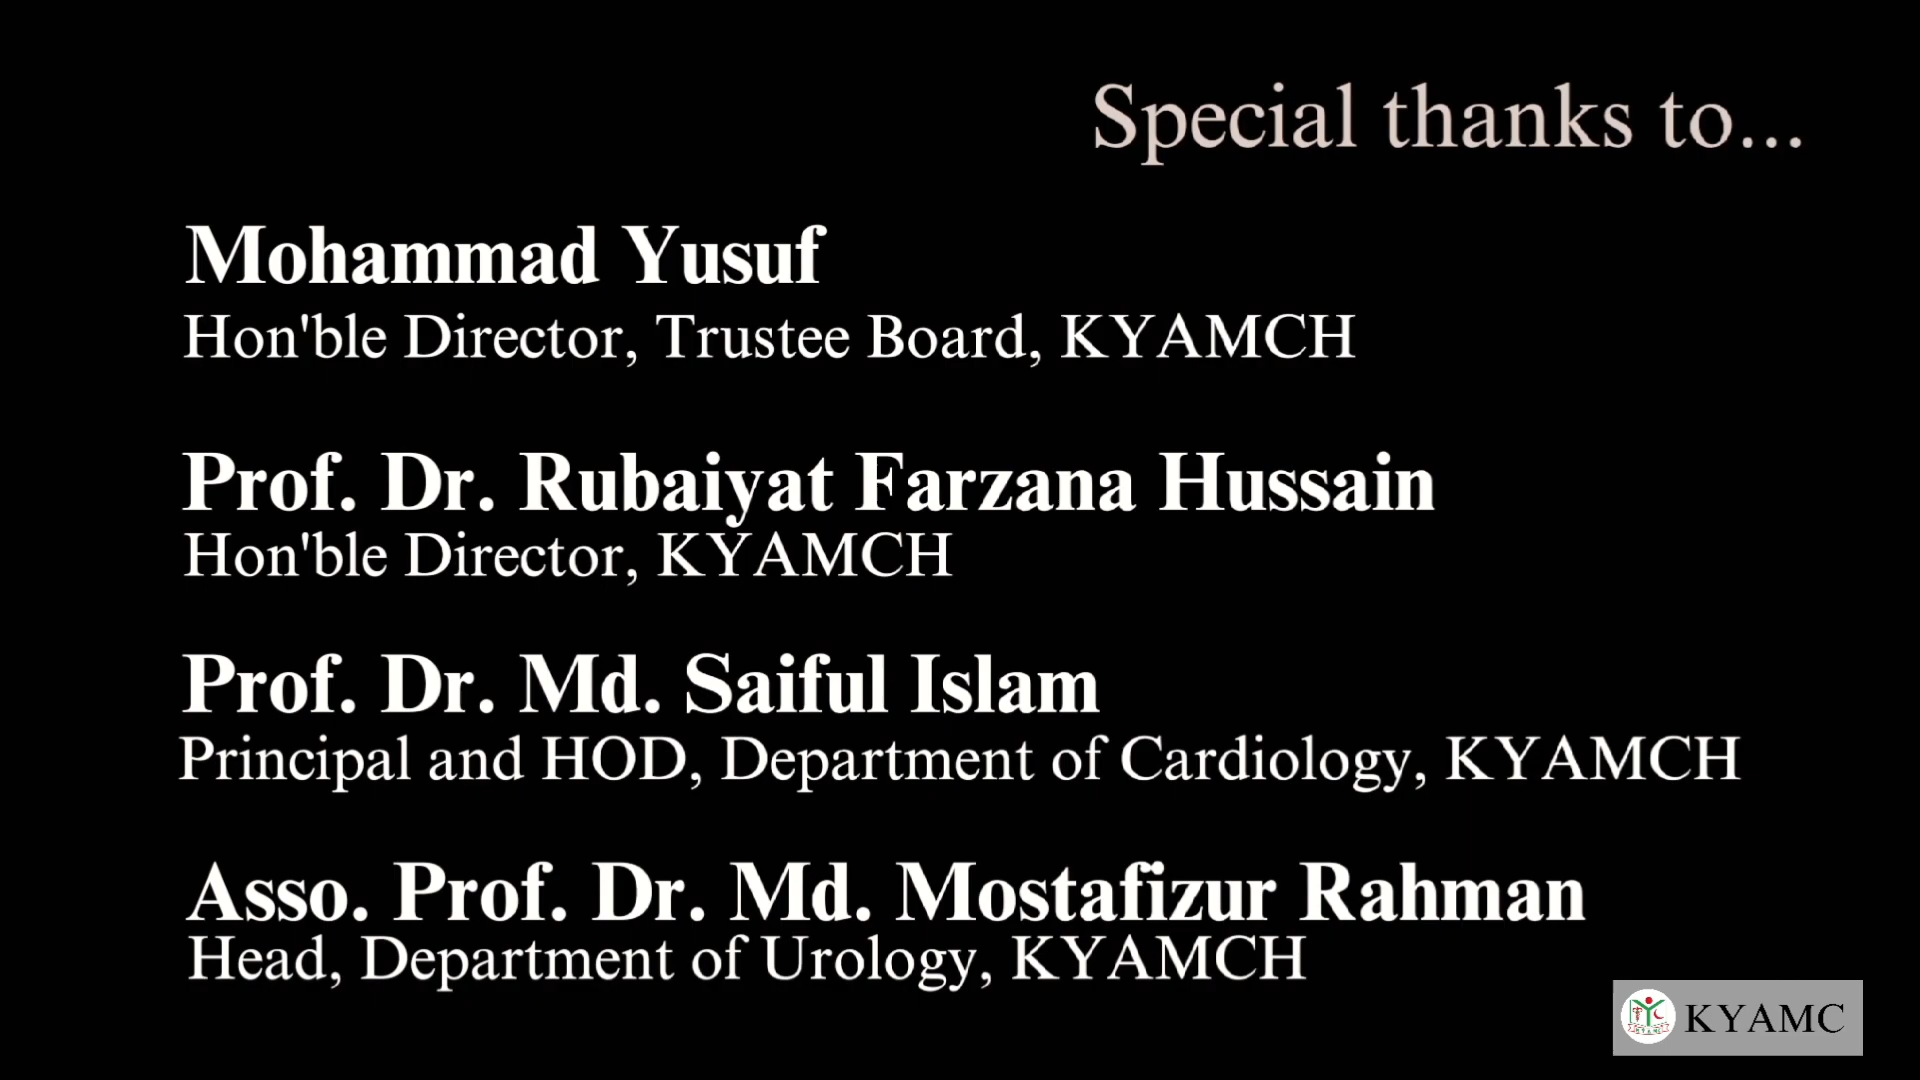 Special thanks to...
Mohammad Yusuf
Hon'ble Director, Trustee Board, KYAMCH
Prof. Dr. Rubaiyat Farzana Hussain
Hon'ble Director, KYAMCH
Prof. Dr. Md. Saiful Islam
Principal and HOD, Department of Cardiology, KYAMCH
Asso. Prof. Dr. Md. Mostafizur Rahman
Head, Department of Urology, KYAMCH
KYAMC